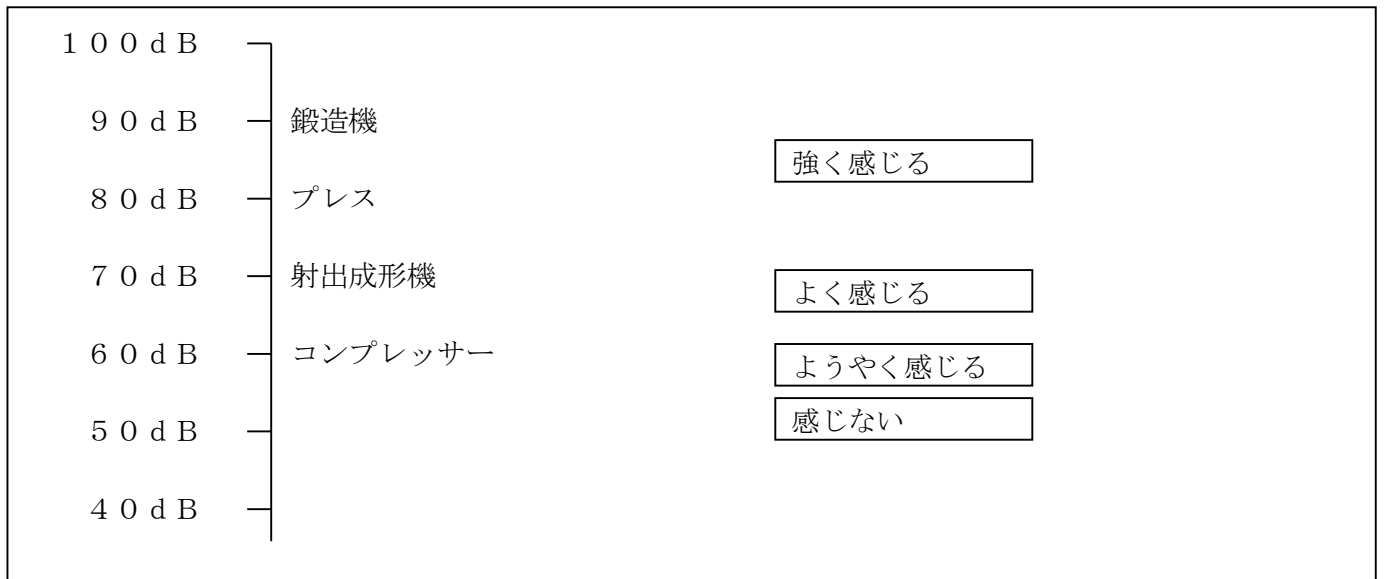 １００ｄＢ
９０ｄＢ 鍛造機
強く感じる
８０ｄＢ プレス
７０ｄＢ 射出成形機
よく感じる
６０ｄＢ コンプレッサー
ようやく感じる
感じない
５０ｄＢ
４０ｄＢ